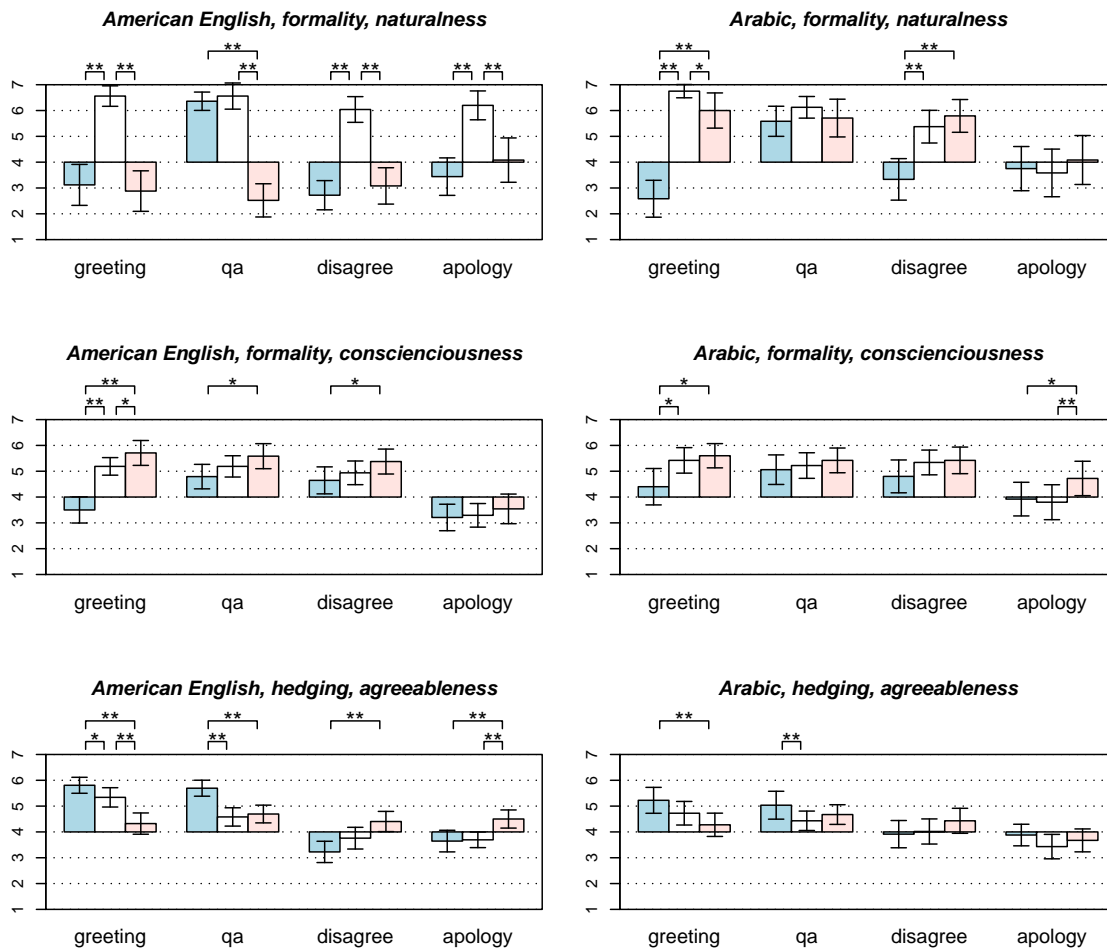 American English, formality, naturalness
** ** ** ** ** ** ** **
1 2 3 4 5 6 7
greeting qa disagree apology
Arabic, formality, naturalness
** ** * ** **
1 2 3 4 5 6 7
greeting qa disagree apology
American English, formality, conscienciousness
** ** * * *
1 2 3 4 5 6 7
greeting qa disagree apology
Arabic, formality, conscienciousness
* * * **
1 2 3 4 5 6 7
greeting qa disagree apology
American English, hedging, agreeableness
** * ** ** ** ** ** **
1 2 3 4 5 6 7
greeting qa disagree apology
Arabic, hedging, agreeableness
** **
1 2 3 4 5 6 7
greeting qa disagree apology